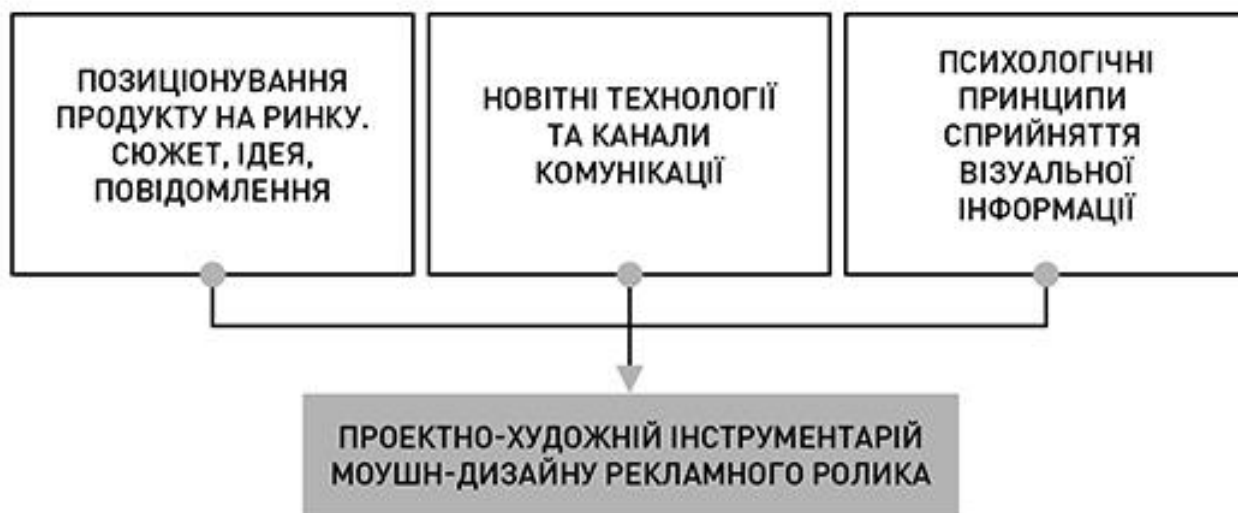 ПОЗИЦІОНУВАННЯ
ПРОДУКТУ НА РИНКУ.
СЮЖЕТ, ІДЕЯ,
ПОВІДОМЛЕННЯ
НОВІТНІ ТЕХНОЛОГІЇ
ТА КАНАЛИ
КОМУНІКАЦІЇ
ПСИХОЛОГІЧНІ
ПРИНЦИПИ
СПРИЙНЯТТЯ
ВІЗУАЛЬНОЇ
ІНФОРМАЦІЇ
ПРОЕКТНО-ХУДОЖНІЙ ІНСТРУМЕНТАРІЙ
МОУШН-ДИЗАЙНУ РЕКЛАМНОГО РОЛИКА